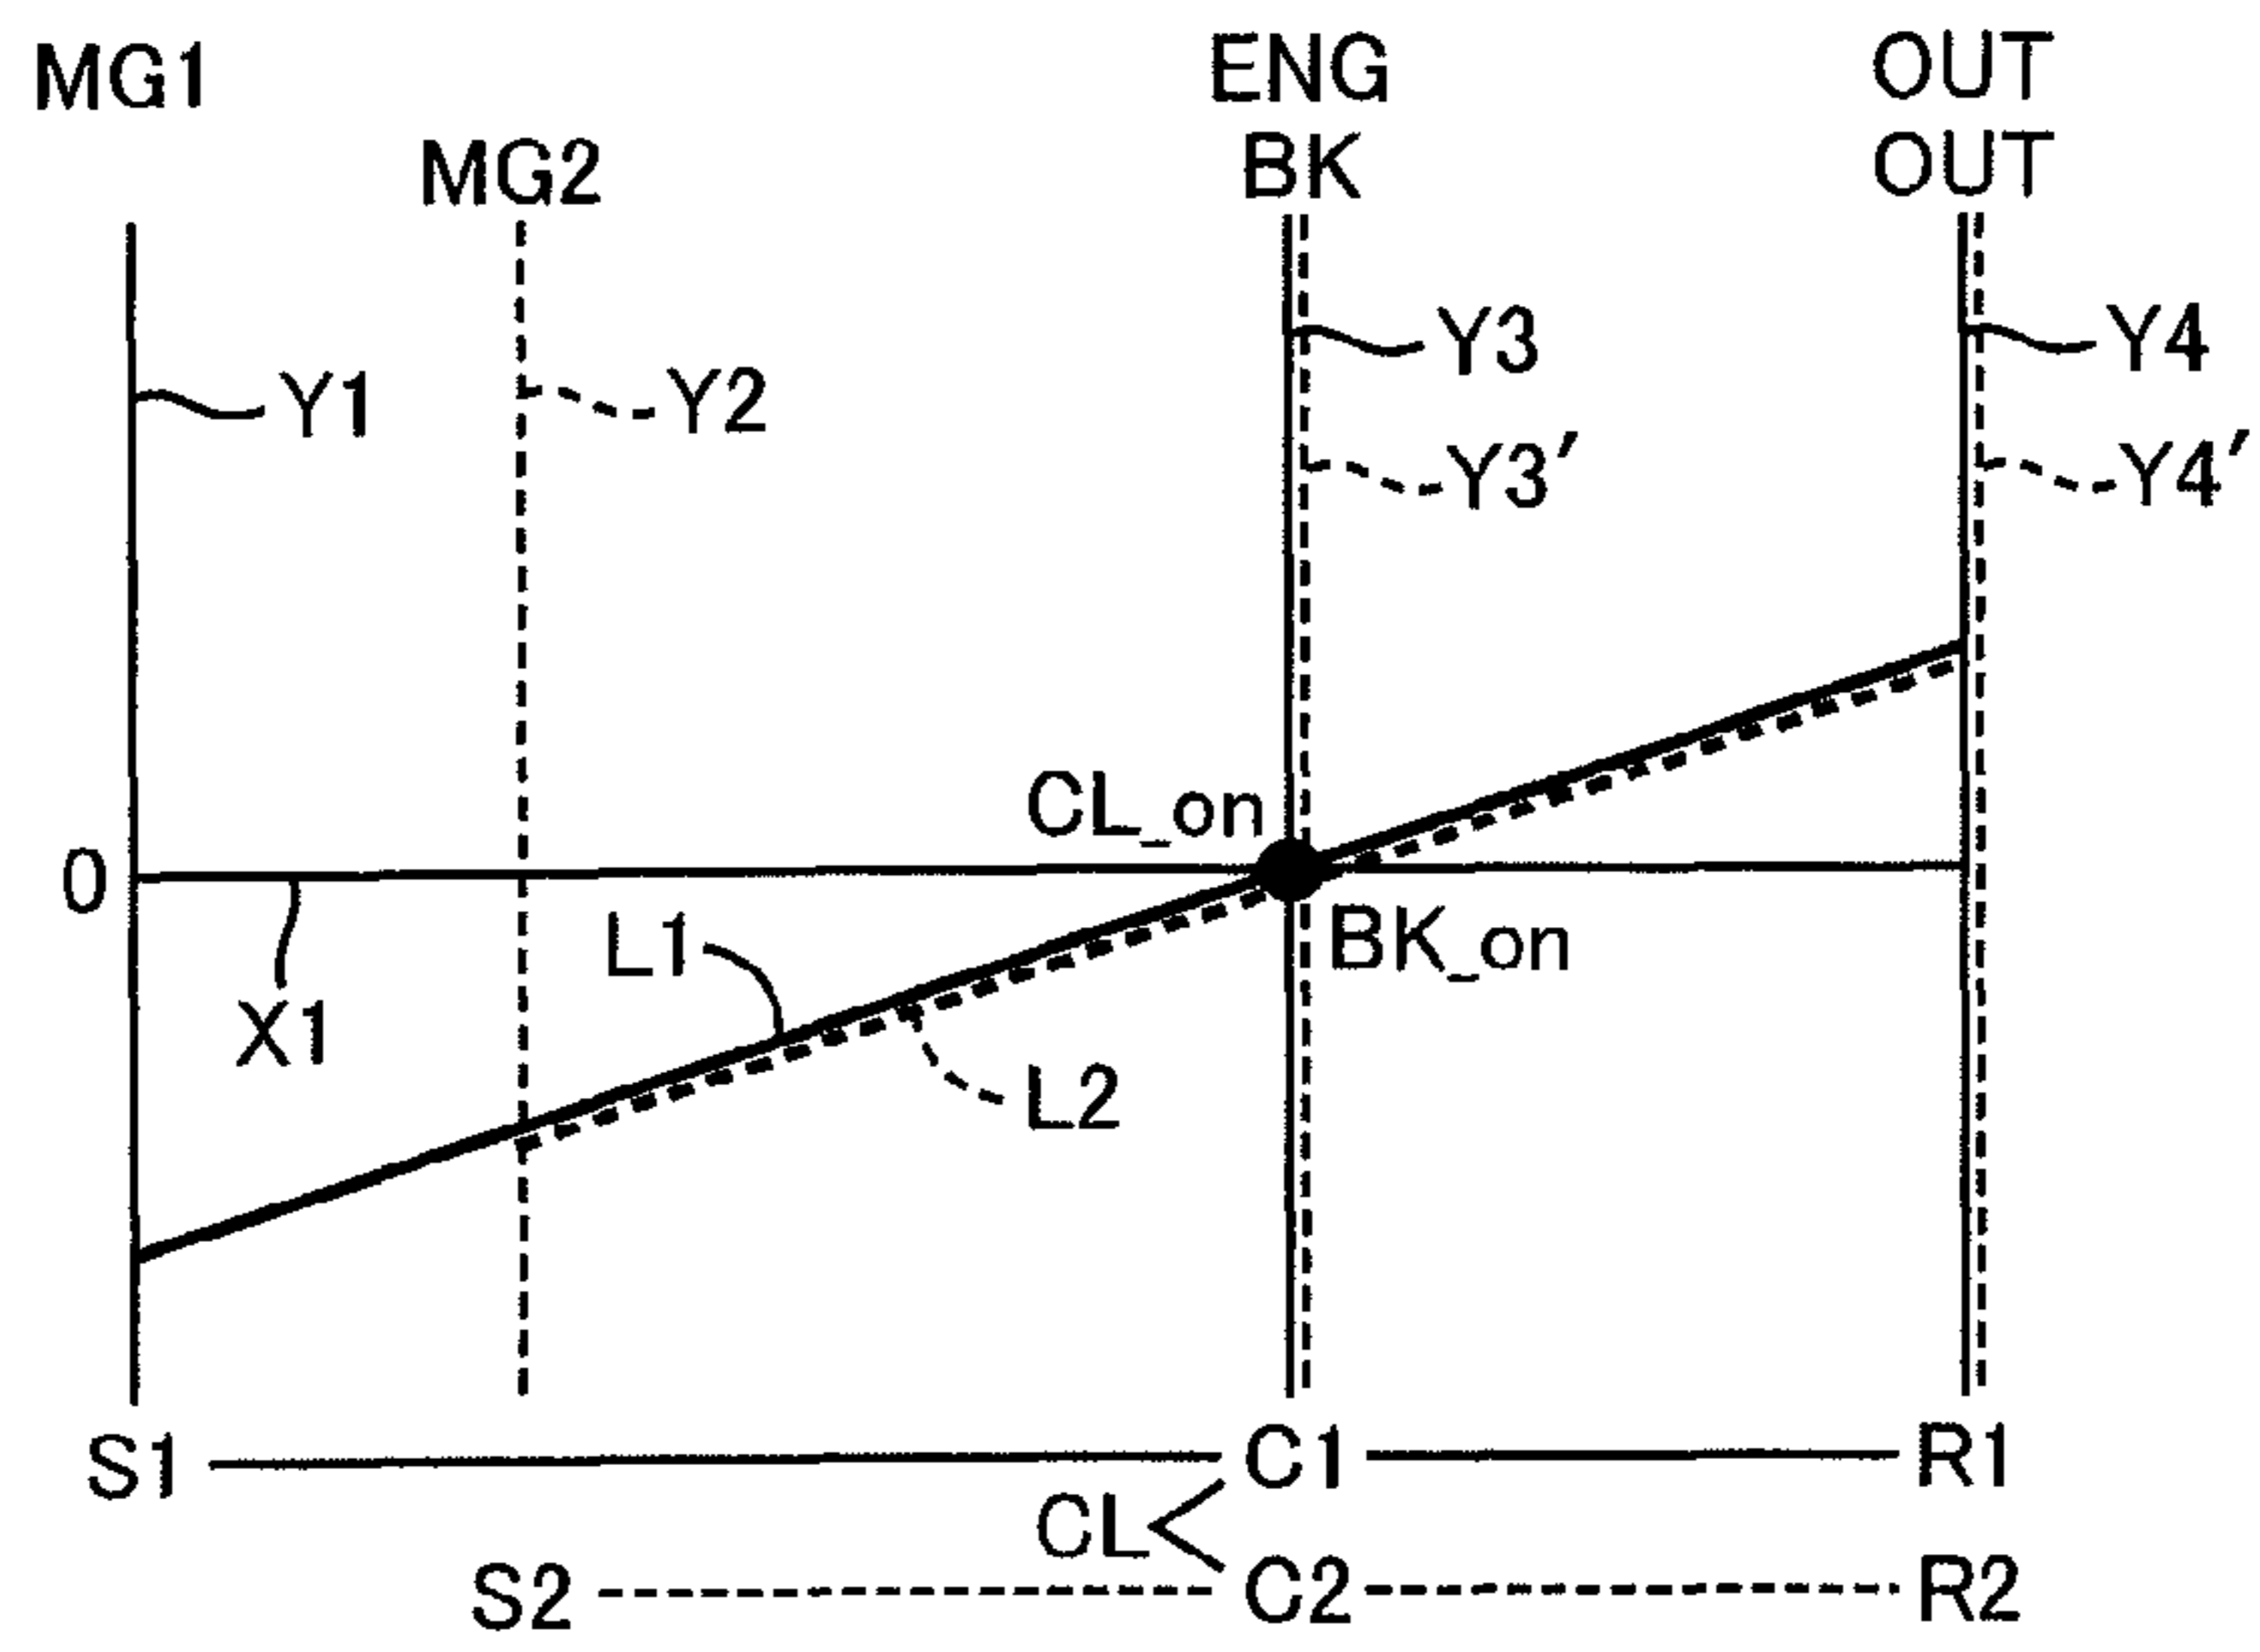 MG1 ENG OUT
MG2 BK OUT
Y3 Y4
Y1 Y2
Y3′ Y4′
CL_on
0
L1 BK_on
X1
L2
S1 C1 R1
CL
S2 C2 R2